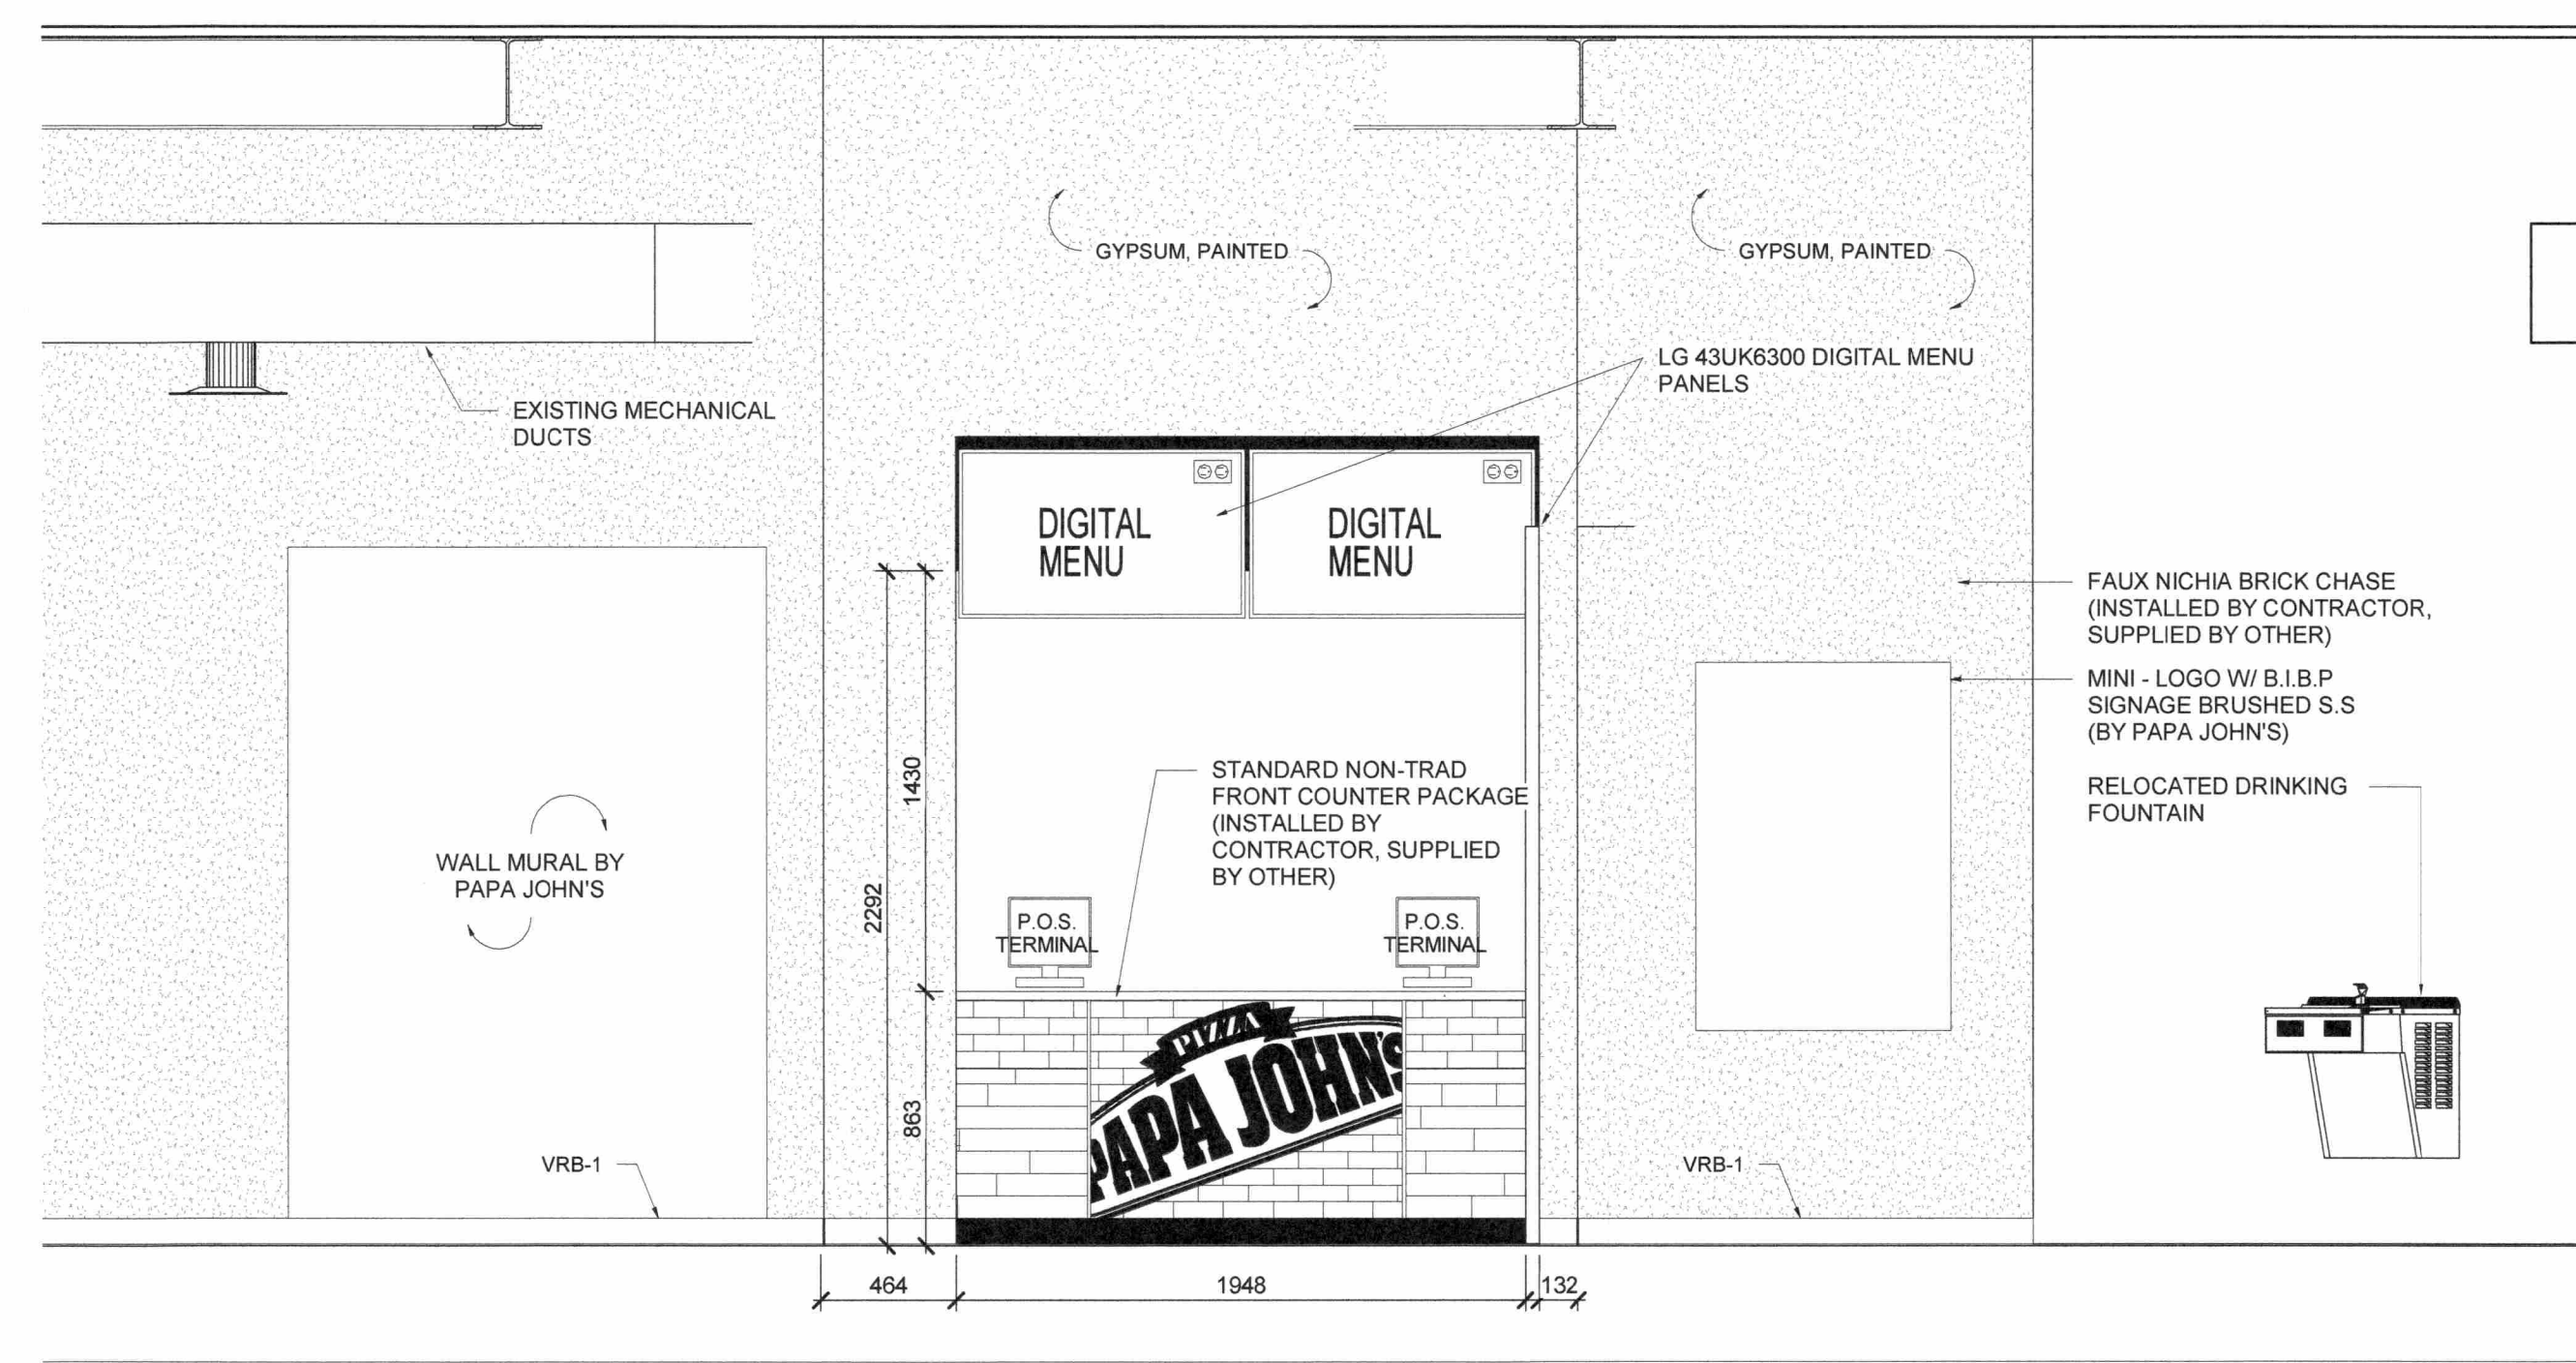 GYPSUM, PAINTED
GYPSUM, PAINTED
LG 43UK6300 DIGITAL MENU
PANELS
EXISTING MECHANICAL
DUCTS
DIGITAL
MENU
DIGITAL
MENU
FAUX NICHIA BRICK CHASE
(INSTALLED BY CONTRACTOR,
SUPPLIED BY OTHER)
MINI - LOGO W/ B.I.B.P
SIGNAGE BRUSHED S.S
(BY PAPA JOHN'S)
RELOCATED DRINKING
FOUNTAIN
STANDARD NON-TRAD
FRONT COUNTER PACKAGE
(INSTALLED BY
CONTRACTOR, SUPPLIED
BY OTHER)
WALL MURAL BY
PAPA JOHN'S
1430
2292
863
P.O.S.
TERMINAL
P.O.S.
TERMINAL
PIZZA
PAPA JOHN'S
VRB-1
VRB-1
464
1948
132